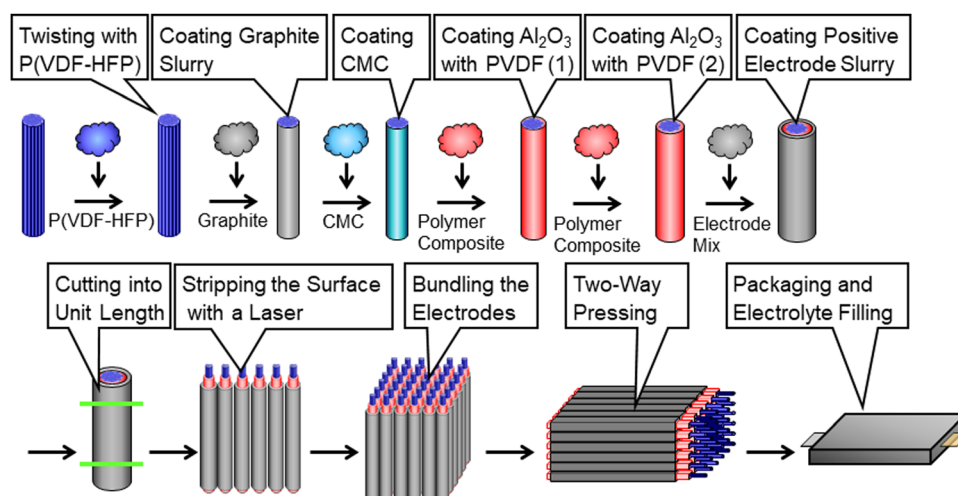 Twisting with
P(VDF-HFP)
Coating Graphite
Slurry
Coating
CMC
Coating Al₂O₃
with PVDF (1)
Coating Al₂O₃
with PVDF (2)
Coating Positive
Electrode Slurry
P(VDF-HFP)
Graphite
CMC
Polymer
Composite
Polymer
Composite
Electrode
Mix
Cutting into
Unit Length
Stripping the Surface
with a Laser
Bundling the
Electrodes
Two-Way
Pressing
Packaging and
Electrolyte Filling